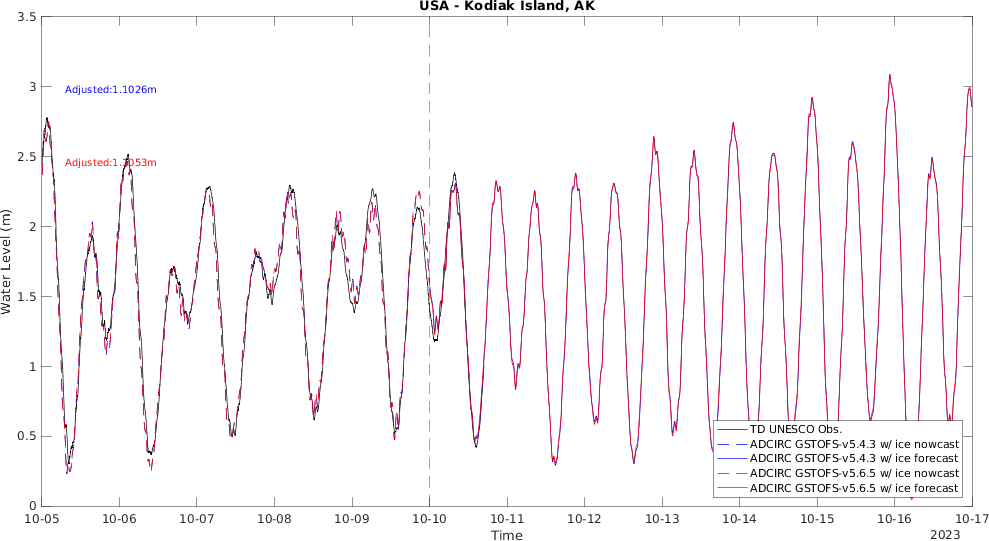 USA - Kodiak Island, AK
3.5
3
2.5
2
1.5
1
0.5
0
Water Level (m)
Adjusted:1.1026m
Adjusted:1.1053m
TD UNESCO Obs.
ADCIRC GSTOFS-v5.4.3 w/ ice nowcast
ADCIRC GSTOFS-v5.4.3 w/ ice forecast
ADCIRC GSTOFS-v5.6.5 w/ ice nowcast
ADCIRC GSTOFS-v5.6.5 w/ ice forecast
10-05 10-06 10-07 10-08 10-09 10-10 10-11 10-12 10-13 10-14 10-15 10-16 10-17
Time
2023